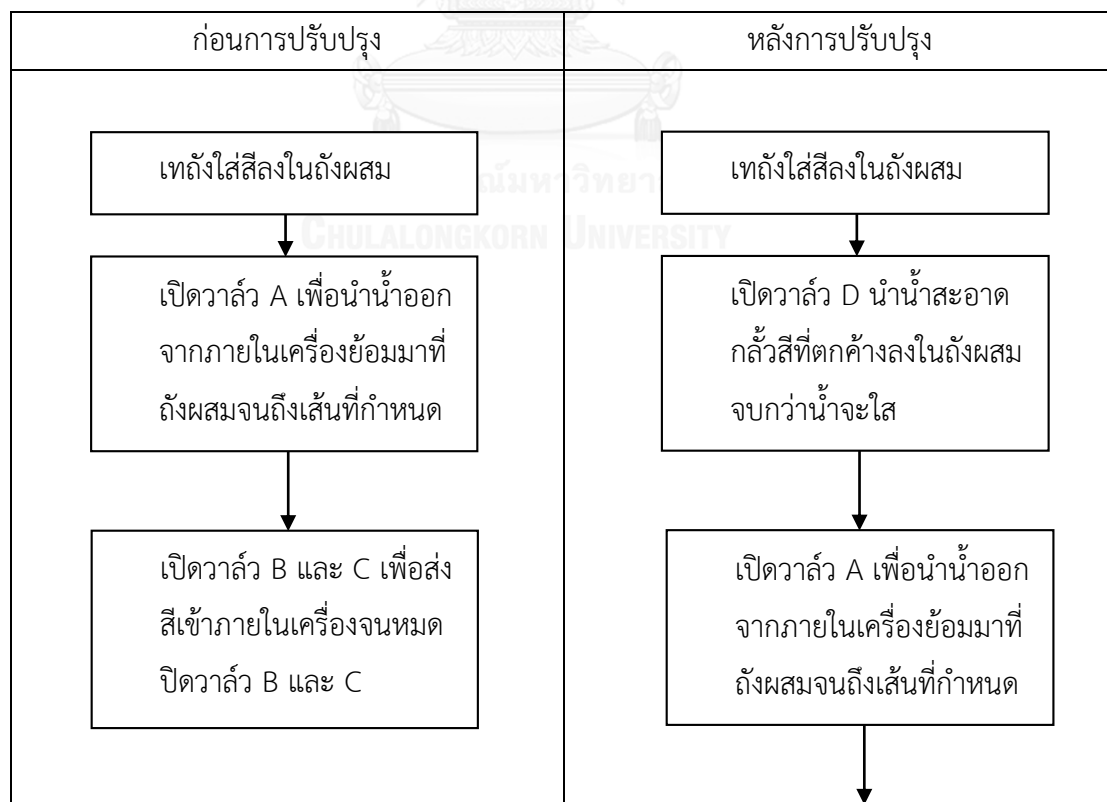 ก่อนการปรับปรุง
หลังการปรับปรุง
เทถังใส่สีลงในถังผสม
เปิดวาล์ว A เพื่อนำน้ำออก
จากภายในเครื่องย้อมมาที่
ถังผสมจนถึงเส้นที่กำหนด
เปิดวาล์ว B และ C เพื่อส่ง
สีเข้าภายในเครื่องจนหมด
ปิดวาล์ว B และ C
เทถังใส่สีลงในถังผสม
เปิดวาล์ว D นำน้ำสะอาด
กลั้วสีที่ตกค้างลงในถังผสม
จบกว่าน้ำจะใส
เปิดวาล์ว A เพื่อนำน้ำออก
จากภายในเครื่องย้อมมาที่
ถังผสมจนถึงเส้นที่กำหนด
CHULALONGKORN UNIVERSITY